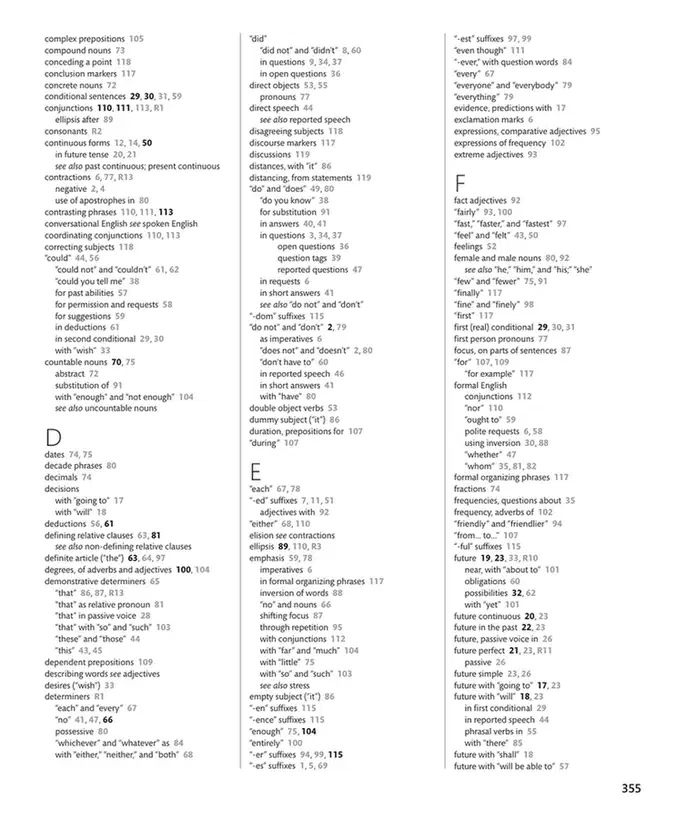 complex prepositions 105
compound nouns 73
conceding a point 118
conclusion markers 117
concrete nouns 72
conditional sentences 29, 30, 31, 59
conjunctions 110, 111, 113, R1
ellipsis after 89
consonants R2
continuous forms 12, 14, 50
in future tense 20, 21
see also past continuous; present continuous
contractions 6, 77, R13
negative 2, 4
use of apostrophes in 80
contrasting phrases 110, 111, 113
conversational English see spoken English
coordinating conjunctions 110, 113
correcting subjects 118
"could" 44, 56
"could not" and "couldn't" 61, 62
"could you tell me" 38
for past abilities 57
for permission and requests 58
for suggestions 59
in deductions 61
in second conditional 29, 30
with "wish" 33
countable nouns 70, 75
abstract 72
substitution of 91
with "enough" and "not enough" 104
see also uncountable nouns
D
dates 74, 75
decade phrases 80
decimals 74
decisions
with "going to" 17
with "will" 18
deductions 56, 61
defining relative clauses 63, 81
see also non-defining relative clauses
definite article ("the") 63, 64, 97
degrees, of adverbs and adjectives 100, 104
demonstrative determiners 65
"that" 86, 87, R13
"that" as relative pronoun 81
"that" in passive voice 28
"that" with "so" and "such" 103
"these" and "those" 44
"this" 43, 45
dependent prepositions 109
describing words see adjectives
desires ("wish") 33
determiners R1
"each" and "every" 67
"no" 41, 47, 66
possessive 80
"whichever" and "whatever" as 84
with "either," "neither," and "both" 68
"did"
"did not" and "didn't" 8, 60
in questions 9, 34, 37
in open questions 36
direct objects 53, 55
pronouns 77
direct speech 44
see also reported speech
disagreeing subjects 118
discourse markers 117
discussions 119
distances, with "it" 86
distancing, from statements 119
"do" and "does" 49, 80
"do you know" 38
for substitution 91
in answers 40, 41
in questions 3, 34, 37
open questions 36
question tags 39
reported questions 47
in requests 6
in short answers 41
see also "do not" and "don't"
"-dom" suffixes 115
"do not" and "don't" 2, 79
as imperatives 6
"does not" and "doesn't" 2, 80
"don't have to" 60
in reported speech 46
in short answers 41
with "have" 80
double object verbs 53
dummy subject ("it") 86
duration, prepositions for 107
"during" 107
E
"each" 67, 78
"-ed" suffixes 7, 11, 51
adjectives with 92
"either" 68, 110
elision see contractions
ellipsis 89, 110, R3
emphasis 59, 78
imperatives 6
in formal organizing phrases 117
inversion of words 88
"no" and nouns 66
shifting focus 87
through repetition 95
with conjunctions 112
with "far" and "much" 104
with "little" 75
with "so" and "such" 103
see also stress
empty subject ("it") 86
"-en" suffixes 115
"-ence" suffixes 115
"enough" 75, 104
"entirely" 100
"-er" suffixes 94, 99, 115
"-es" suffixes 1, 5, 69
"-est" suffixes 97, 99
"even though" 111
"-ever," with question words 84
"every" 67
"everyone" and "everybody" 79
"everything" 79
evidence, predictions with 17
exclamation marks 6
expressions, comparative adjectives 95
expressions of frequency 102
extreme adjectives 93
F
fact adjectives 92
"fairly" 93, 100
"fast," "faster," and "fastest" 97
"feel" and "felt" 43, 50
feelings 52
female and male nouns 80, 92
see also "he," "him," and "his;" "she"
"few" and "fewer" 75, 91
"finally" 117
"fine" and "finely" 98
"first" 117
first (real) conditional 29, 30, 31
first person pronouns 77
focus, on parts of sentences 87
"for" 107, 109
"for example" 117
formal English
conjunctions 112
"nor" 110
"ought to" 59
polite requests 6, 58
using inversion 30, 88
"whether" 47
"whom" 35, 81, 82
formal organizing phrases 117
fractions 74
frequencies, questions about 35
frequency, adverbs of 102
"friendly" and "friendlier" 94
"from... to..." 107
"-ful" suffixes 115
future 19, 23, 33, R10
near, with "about to" 101
obligations 60
possibilities 32, 62
with "yet" 101
future continuous 20, 23
future in the past 22, 23
future, passive voice in 26
future perfect 21, 23, R11
passive 26
future simple 23, 26
future with "going to" 17, 23
future with "will" 18, 23
in first conditional 29
in reported speech 44
phrasal verbs in 55
with "there" 85
future with "shall" 18
future with "will be able to" 57
355